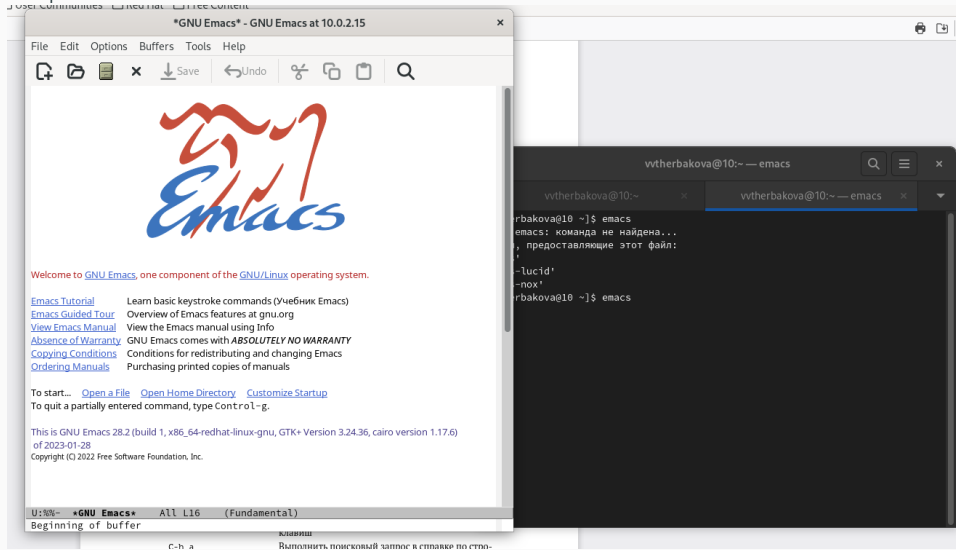 User Communities Red Hat Free Content
*GNU Emacs* - GNU Emacs at 10.0.2.15
File Edit Options Buffers Tools Help
Save Undo
Emacs
Welcome to GNU Emacs, one component of the GNU/Linux operating system.
Emacs Tutorial Learn basic keystroke commands (Учебник Emacs)
Emacs Guided Tour Overview of Emacs features at gnu.org
View Emacs Manual View the Emacs manual using Info
Absence of Warranty GNU Emacs comes with ABSOLUTELY NO WARRANTY
Copying Conditions Conditions for redistributing and changing Emacs
Ordering Manuals Purchasing printed copies of manuals
To start... Open a File Open Home Directory Customize Startup
To quit a partially entered command, type Control-g.
This is GNU Emacs 28.2 (build 1, x86_64-redhat-linux-gnu, GTK+ Version 3.24.36, cairo version 1.17.6)
of 2023-01-28
Copyright (C) 2022 Free Software Foundation, Inc.
U:%%- *GNU Emacs* All L16 (Fundamental)
Beginning of buffer
vvtherbakova@10:~ — emacs
vvtherbakova@10:~ vvtherbakova@10:~ — emacs
erbakova@10 ~]$ emacs
emacs: команда не найдена...
, предоставляющие этот файл:
'
-lucid'
-nox'
erbakova@10 ~]$ emacs
клавиш
C-h a Выполнить поисковый запрос в справке по стро-